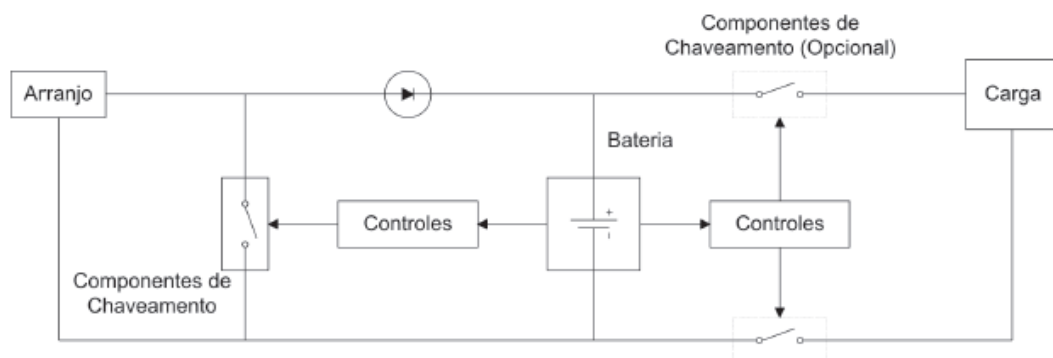 Componentes de
Chaveamento (Opcional)
Arranjo
Carga
Bateria
+
-
Controles
Controles
Componentes de
Chaveamento